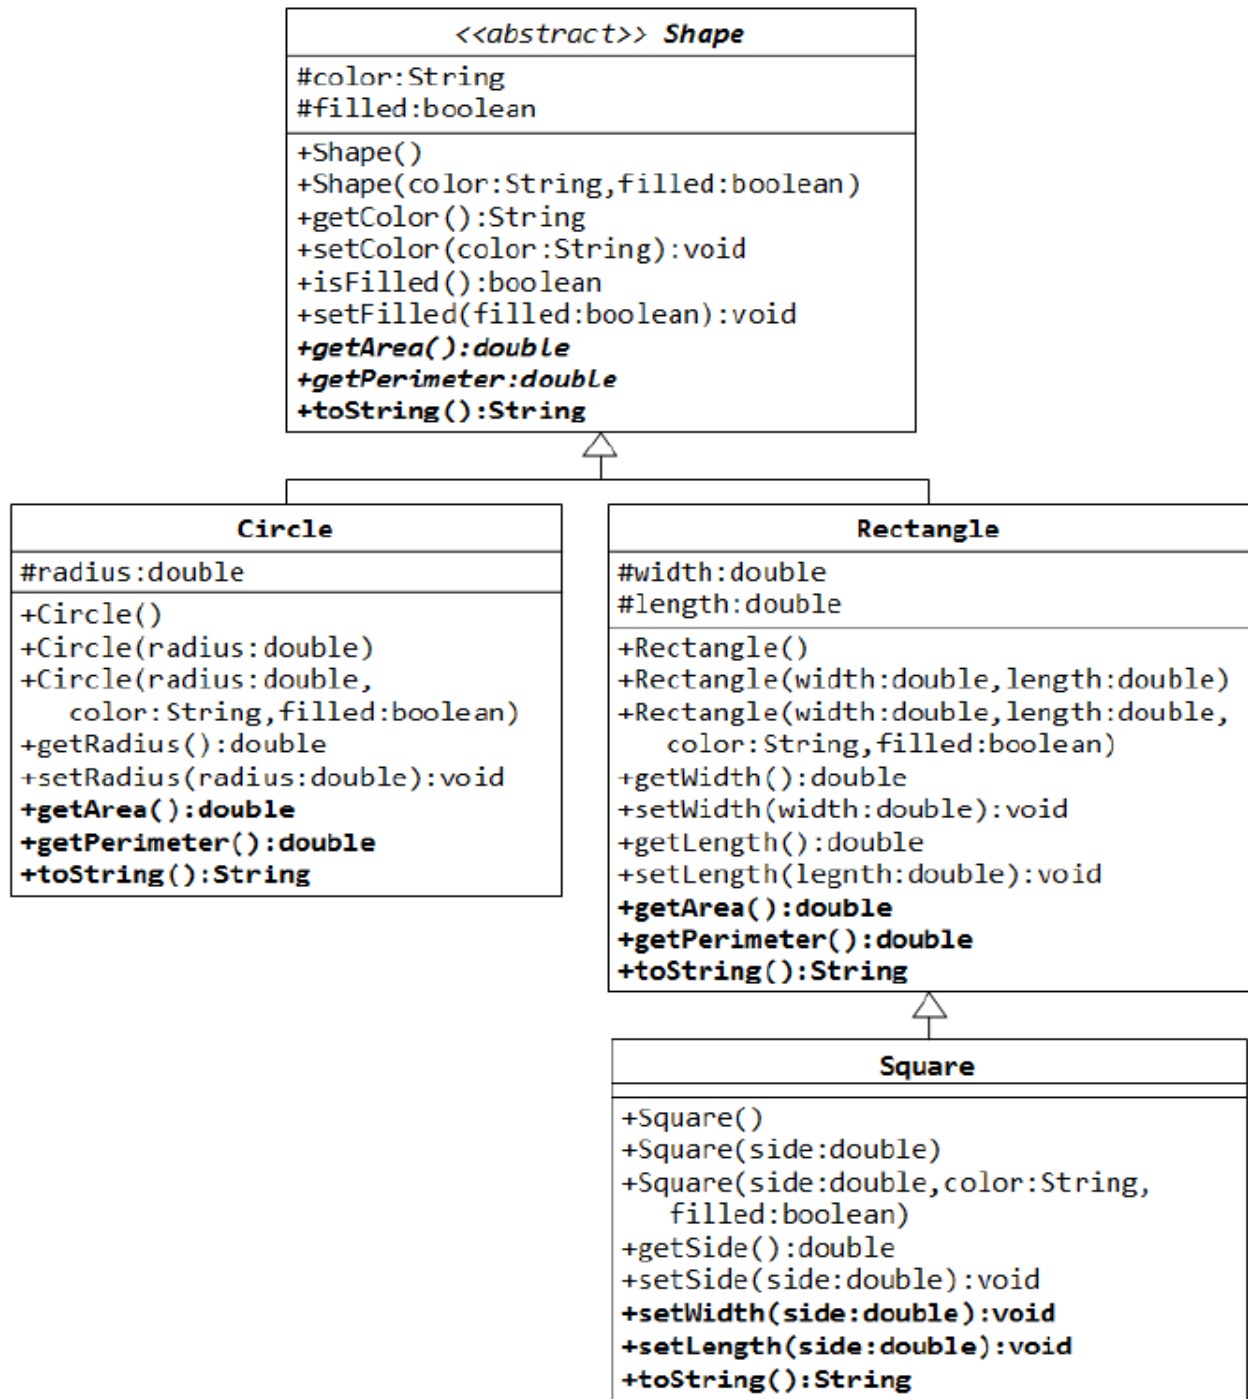 <<abstract>> Shape
#color:String
#filled:boolean
+Shape()
+Shape(color:String,filled:boolean)
+getColor():String
+setColor(color:String):void
+isFilled():boolean
+setFilled(filled:boolean):void
+getArea():double
+getPerimeter:double
+toString():String
Circle
#radius:double
+Circle()
+Circle(radius:double)
+Circle(radius:double,
color:String,filled:boolean)
+getRadius():double
+setRadius(radius:double):void
+getArea():double
+getPerimeter():double
+toString():String
Rectangle
#width:double
#length:double
+Rectangle()
+Rectangle(width:double,length:double)
+Rectangle(width:double,length:double,
color:String,filled:boolean)
+getWidth():double
+setWidth(width:double):void
+getLength():double
+setLength(legnth:double):void
+getArea():double
+getPerimeter():double
+toString():String
Square
+Square()
+Square(side:double)
+Square(side:double,color:String,
filled:boolean)
+getSide():double
+setSide(side:double):void
+setWidth(side:double):void
+setLength(side:double):void
+toString():String